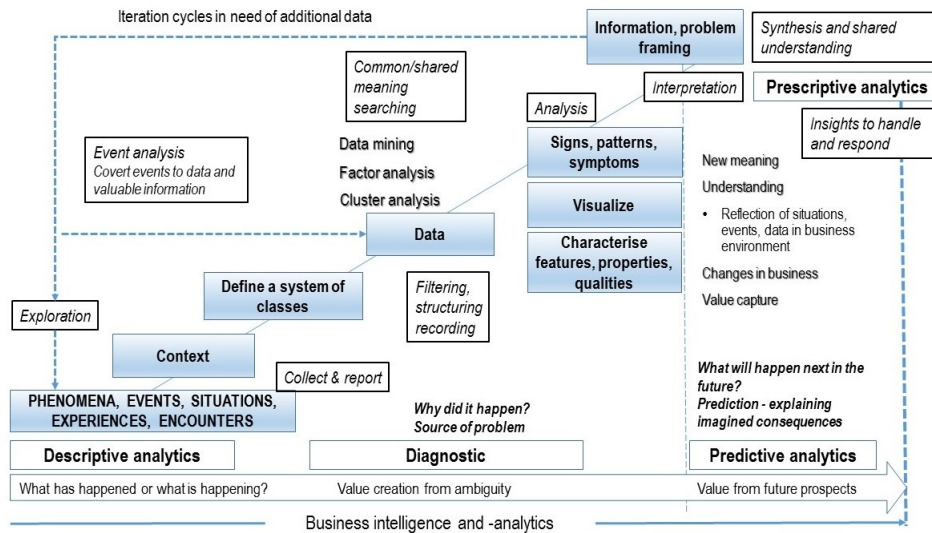 Iteration cycles in need of additional data
Information, problem
framing
Synthesis and shared
understanding
Common/shared
meaning
searching
Interpretation
Prescriptive analytics
Analysis
Insights to handle
and respond
Event analysis
Covert events to data and
valuable information
Data mining
Factor analysis
Cluster analysis
Signs, patterns,
symptoms
New meaning
Understanding
• Reflection of situations,
events, data in business
environment
Changes in business
Value capture
Visualize
Data
Characterise
features, properties,
qualities
Define a system of
classes
Filtering,
structuring
recording
Exploration
Context
Collect & report
What will happen next in the
future?
Prediction - explaining
imagined consequences
PHENOMENA, EVENTS, SITUATIONS,
EXPERIENCES, ENCOUNTERS
Why did it happen?
Source of problem
Descriptive analytics
Diagnostic
Predictive analytics
What has happened or what is happening?
Value creation from ambiguity
Value from future prospects
Business intelligence and -analytics